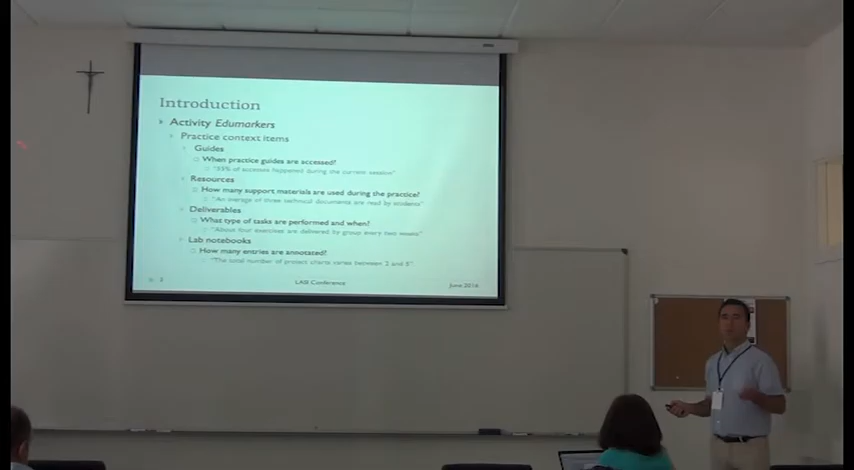 Introduction
Activity Edumarkers
Practice context items
Guides
When practice guides are accessed?
"53% of accesses happened during the current session"
Resources
How many support materials are used during the practice?
"An average of three technical documents are read by students"
Deliverables
What type of tasks are performed and when?
"About four exercises are delivered by group every two weeks"
Lab notebooks
How many entries are annotated?
"The total number of project charts varies between 2 and 8"
LASI Conference
June 2016